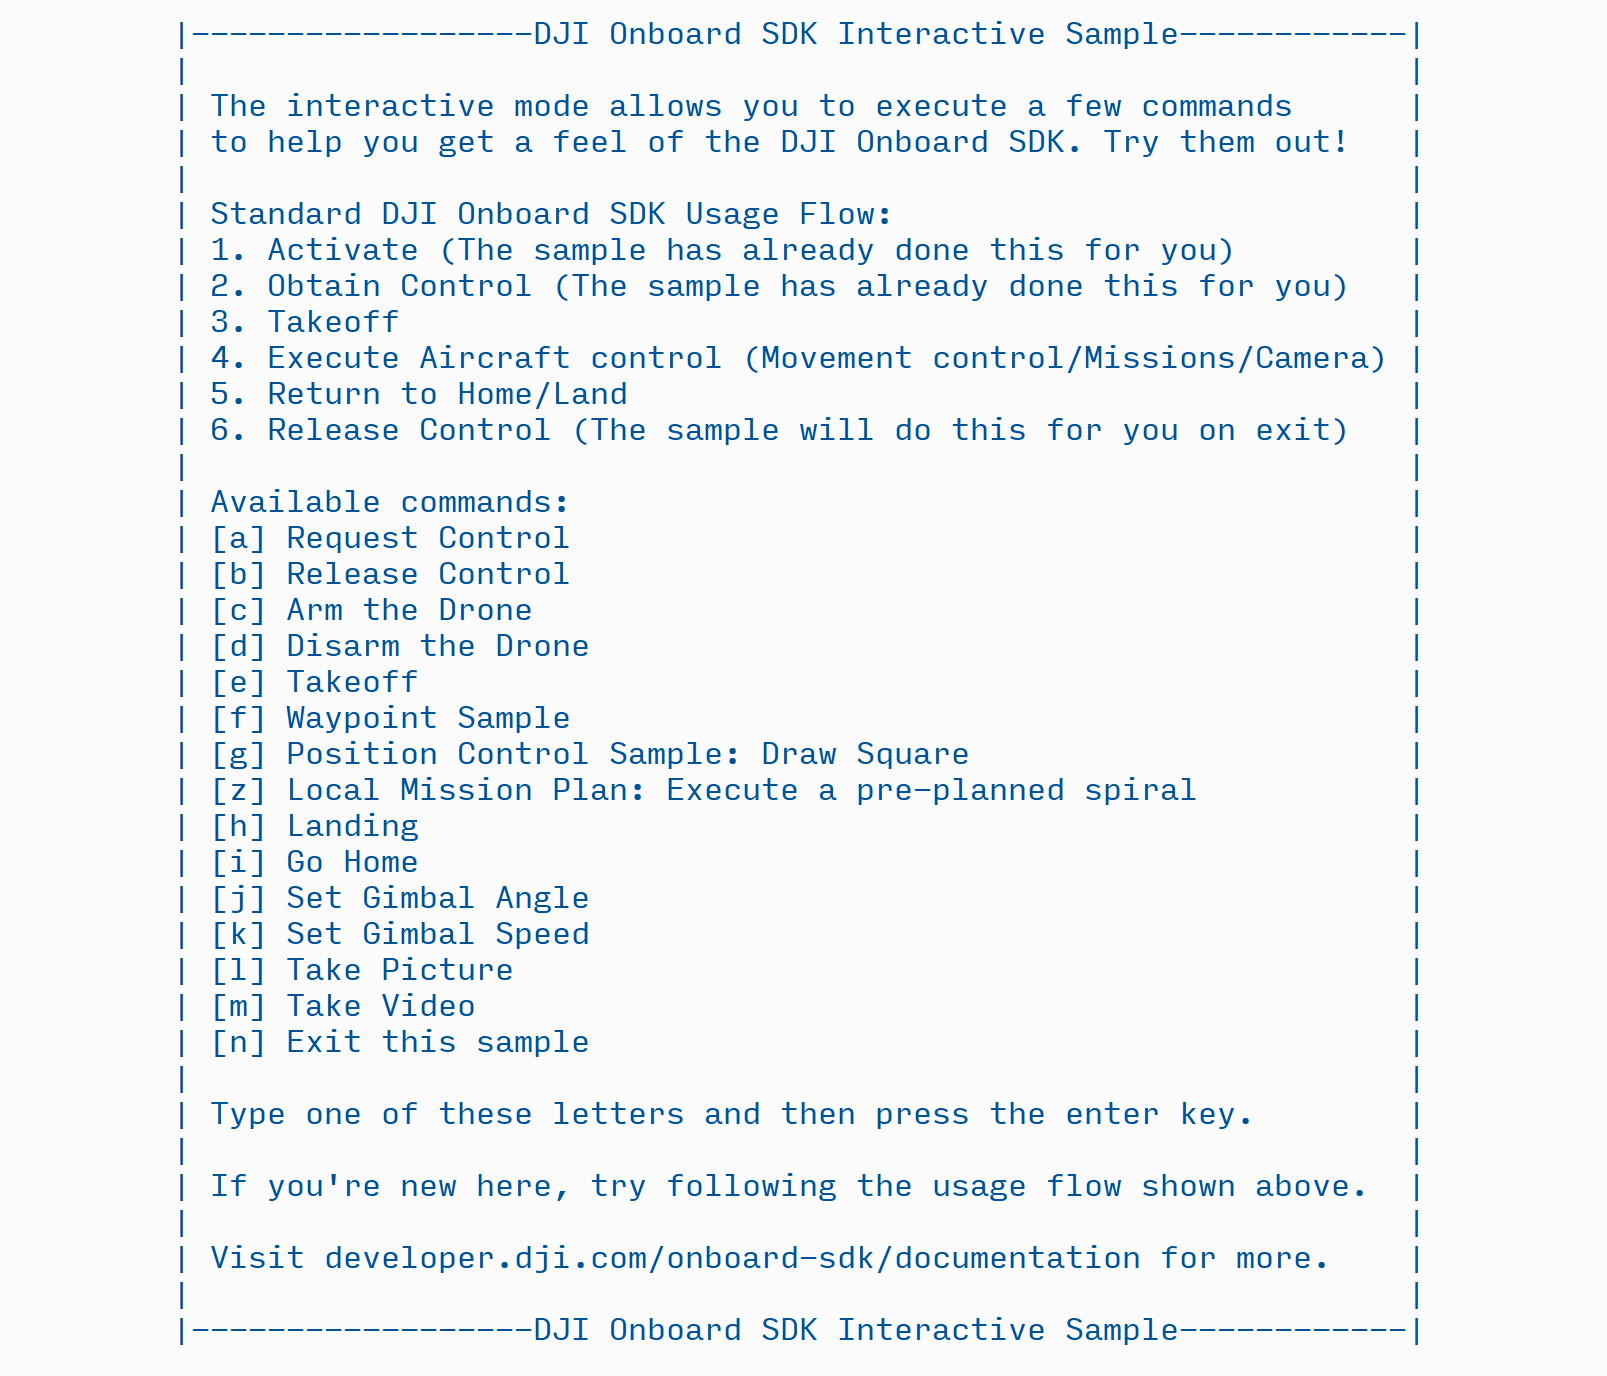 |------------------DJI Onboard SDK Interactive Sample------------|
|                                                                |
| The interactive mode allows you to execute a few commands      |
| to help you get a feel of the DJI Onboard SDK. Try them out!   |
|                                                                |
| Standard DJI Onboard SDK Usage Flow:                           |
| 1. Activate (The sample has already done this for you)         |
| 2. Obtain Control (The sample has already done this for you)   |
| 3. Takeoff                                                     |
| 4. Execute Aircraft control (Movement control/Missions/Camera) |
| 5. Return to Home/Land                                         |
| 6. Release Control (The sample will do this for you on exit)   |
|                                                                |
| Available commands:                                            |
| [a] Request Control                                            |
| [b] Release Control                                            |
| [c] Arm the Drone                                              |
| [d] Disarm the Drone                                           |
| [e] Takeoff                                                    |
| [f] Waypoint Sample                                            |
| [g] Position Control Sample: Draw Square                       |
| [z] Local Mission Plan: Execute a pre-planned spiral           |
| [h] Landing                                                    |
| [i] Go Home                                                    |
| [j] Set Gimbal Angle                                           |
| [k] Set Gimbal Speed                                           |
| [l] Take Picture                                               |
| [m] Take Video                                                 |
| [n] Exit this sample                                           |
|                                                                |
| Type one of these letters and then press the enter key.        |
|                                                                |
| If you're new here, try following the usage flow shown above.  |
|                                                                |
| Visit developer.dji.com/onboard-sdk/documentation for more.    |
|                                                                |
|------------------DJI Onboard SDK Interactive Sample------------|